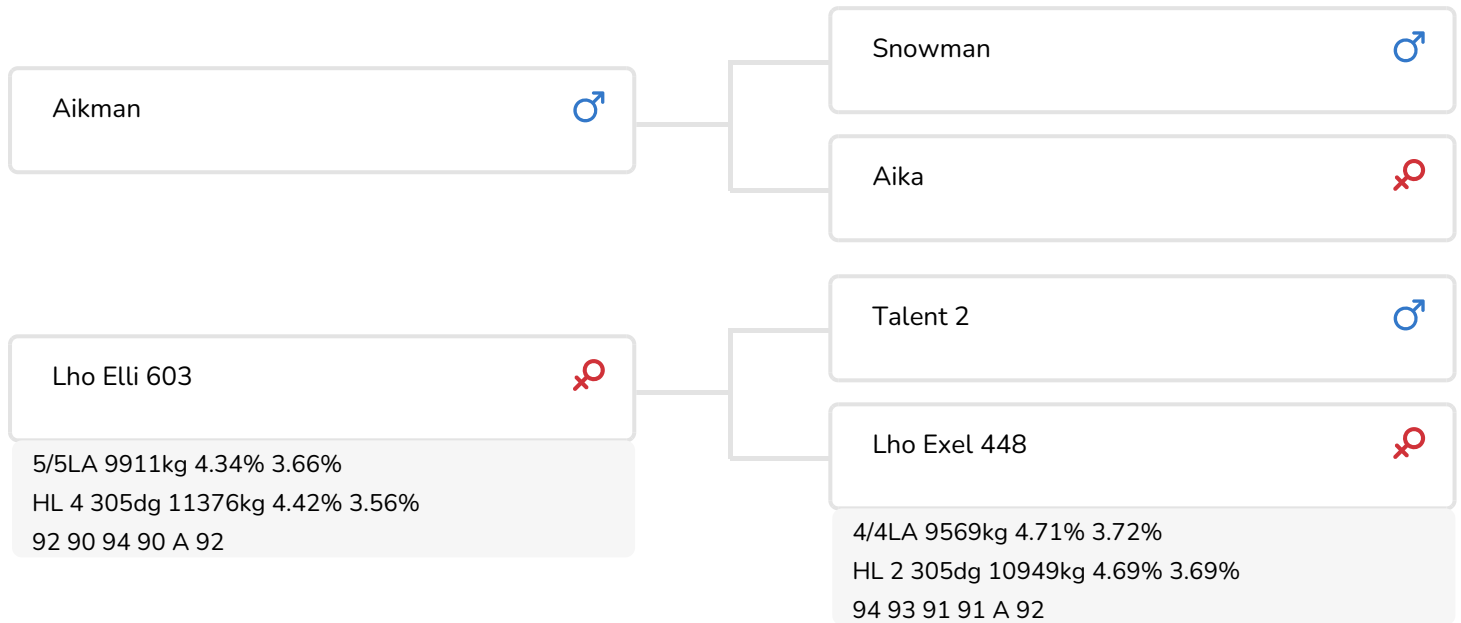 Aikman
Snowman
Aika
Lho Elli 603
5/5LA 9911kg 4.34% 3.66%
HL 4 305dg 11376kg 4.42% 3.56%
92 90 94 90 A 92
Talent 2
Lho Exel 448
4/4LA 9569kg 4.71% 3.72%
HL 2 305dg 10949kg 4.69% 3.69%
94 93 91 91 A 92